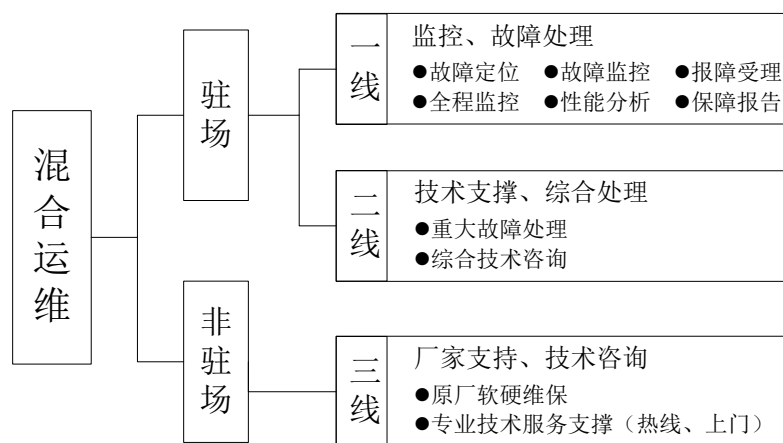 混合运维
驻场
一线
监控、故障处理
●故障定位 ●故障监控 ●报障受理
●全程监控 ●性能分析 ●保障报告
二线
技术支撑、综合处理
●重大故障处理
●综合技术咨询
非驻场
三线
厂家支持、技术咨询
●原厂软硬维保
●专业技术服务支撑（热线、上门）